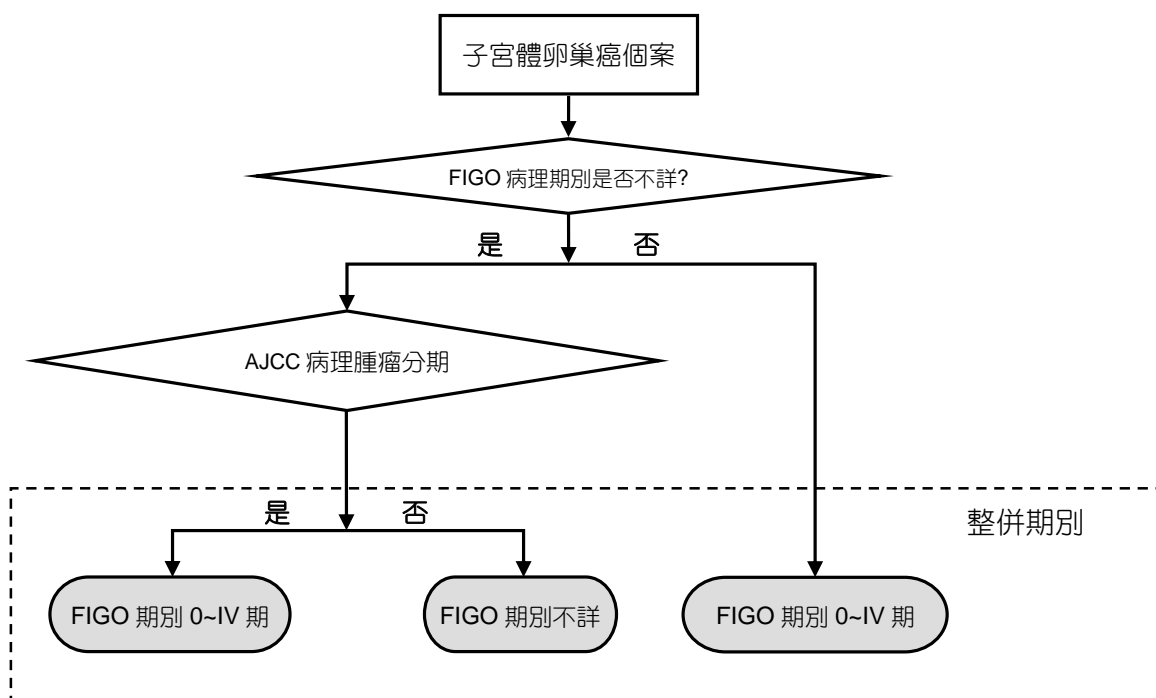 子宮體卵巢癌個案
FIGO 病理期別是否不詳?
是
否
AJCC 病理腫瘤分期
是
否
整併期別
FIGO 期別 0~IV 期
FIGO 期別不詳
FIGO 期別 0~IV 期